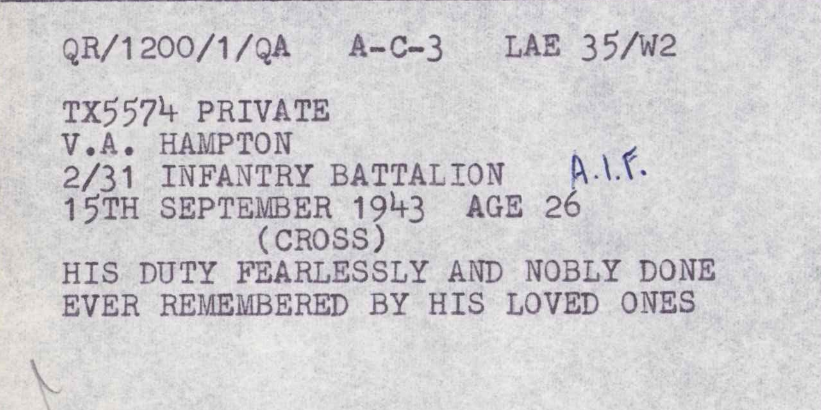 QR/1200/1/QA A-C-3 LAE 35/W2
TX5574 PRIVATE
V.A. HAMPTON
2/31 INFANTRY BATTALION A.I.F.
15TH SEPTEMBER 1943 AGE 26
(CROSS)
HIS DUTY FEARLESSLY AND NOBLY DONE
EVER REMEMBERED BY HIS LOVED ONES